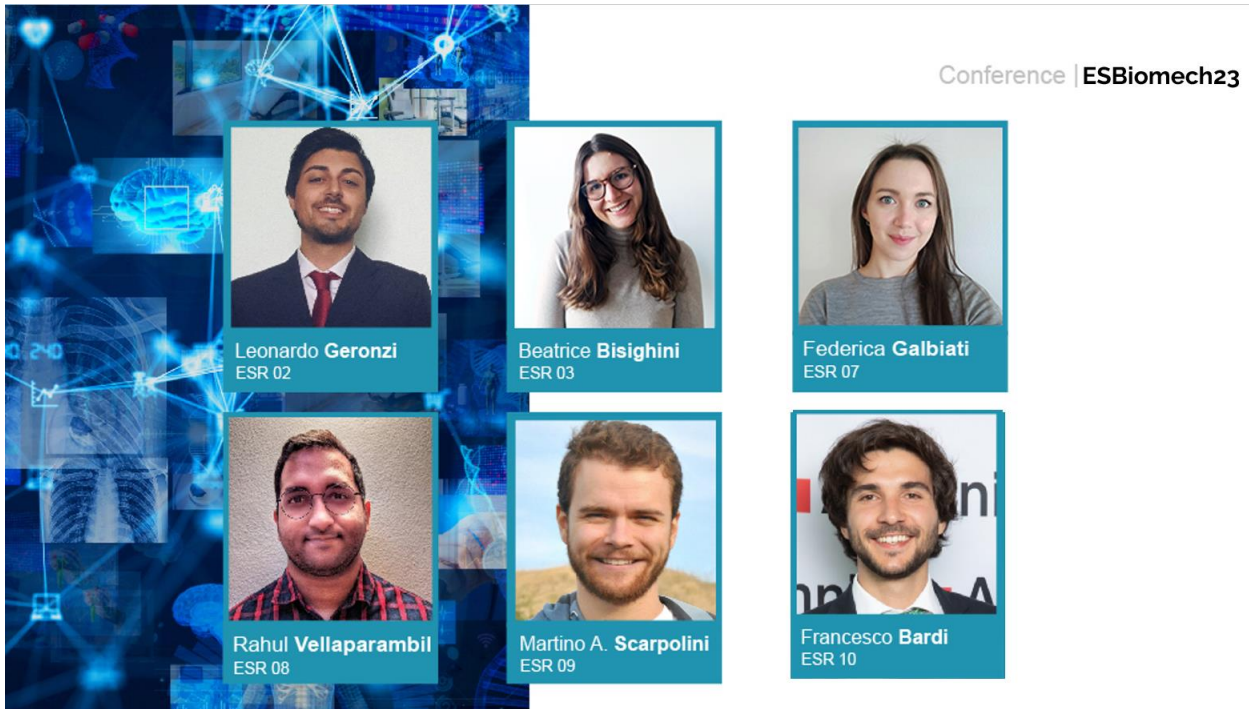 Conference | ESBiomech23
Leonardo Geronzi
ESR 02
Beatrice Bisighini
ESR 03
Federica Galbiati
ESR 07
Rahul Vellaparambil
ESR 08
Martino A. Scarpolini
ESR 09
Francesco Bardi
ESR 10